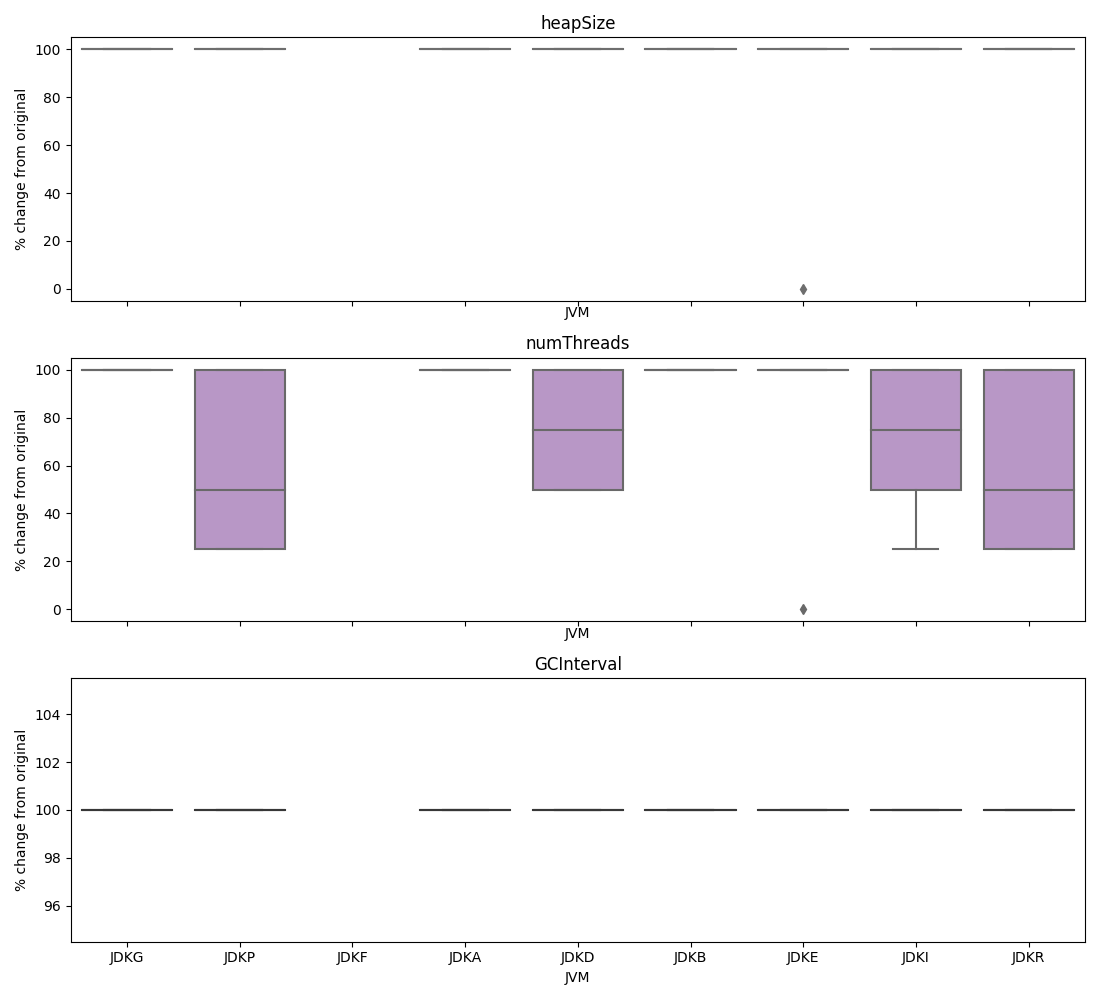 heapSize
% change from original
100
80
60
40
20
0
JVM
numThreads
% change from original
100
80
60
40
20
0
JVM
GCInterval
% change from original
104
102
100
98
96
JDKG JDKP JDKF JDKA JDKD JDKB JDKE JDKI JDKR
JVM